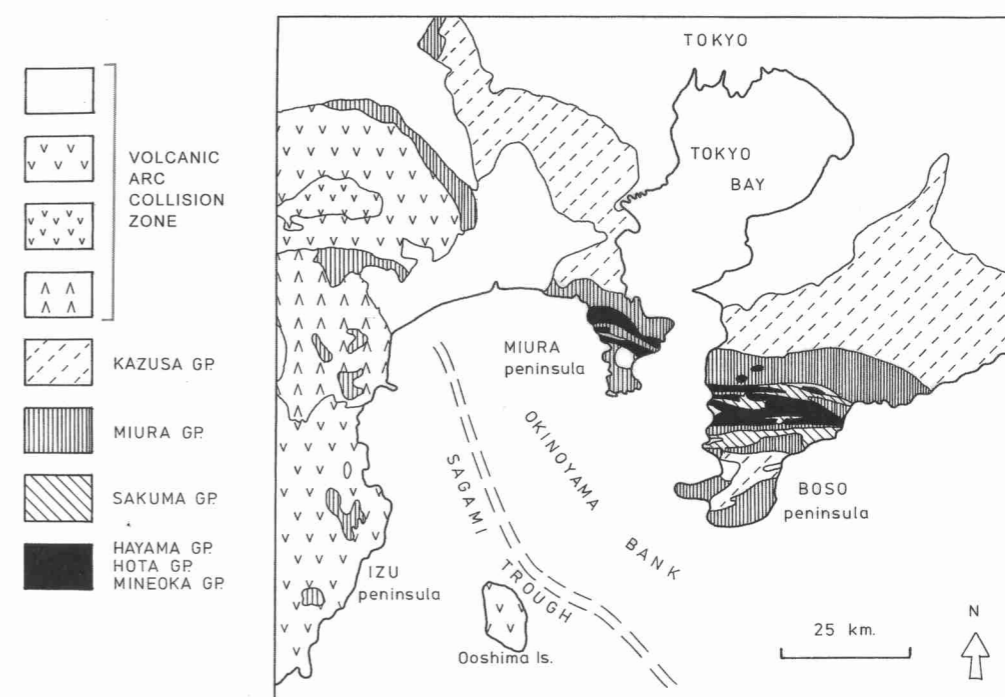 VOLCANIC
ARC
COLLISION
ZONE
KAZUSA GP.
MIURA GP.
SAKUMA GP.
HAYAMA GP.
HOTA GP.
MINEOKA GP.
TOKYO
TOKYO
BAY
MIURA
peninsula
OKINOYAMA
BANK
SAGAMI
TROUGH
BOSO
peninsula
IZU
peninsula
Ooshima Is.
25 km.
N